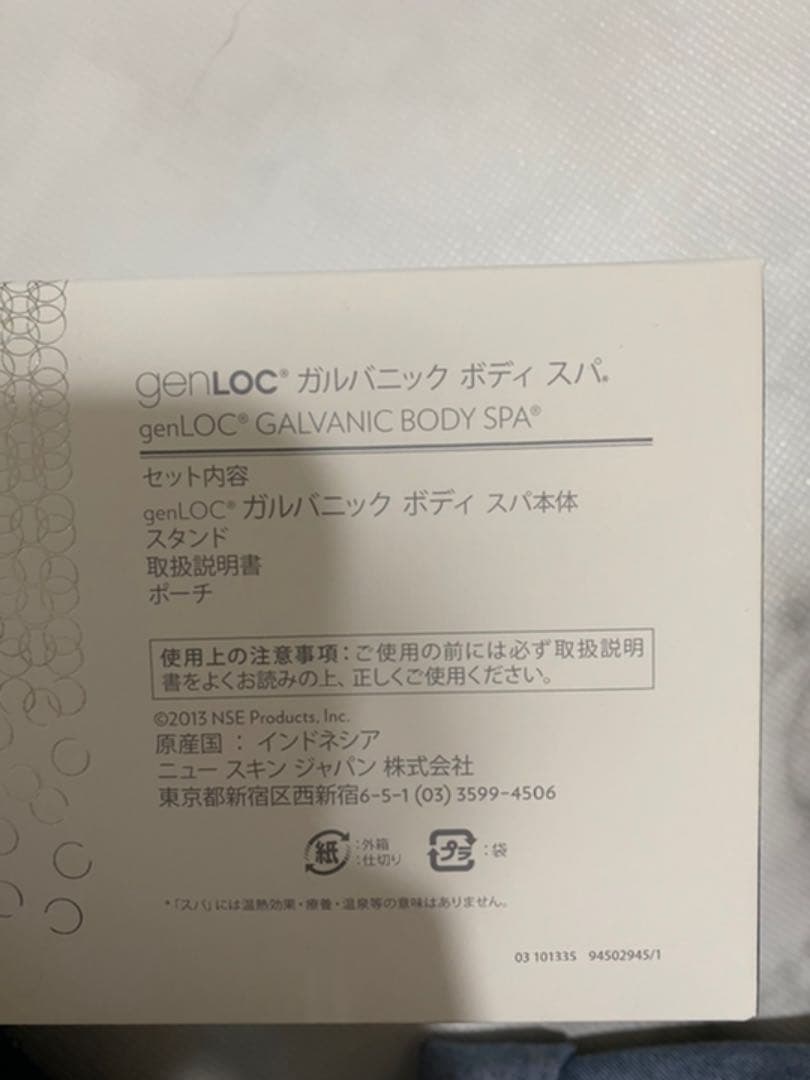 genLOC® ガルバニック ボディ スパ*
genLOC® GALVANIC BODY SPA®
セット内容
genLOC® ガルバニック ボディ スパ本体
スタンド
取扱説明書
ポーチ
使用上の注意事項：ご使用の前には必ず取扱説明
書をよくお読みの上、正しくご使用ください。
©2013 NSE Products, Inc.
原産国 ： インドネシア
ニュー スキン ジャパン 株式会社
東京都新宿区西新宿6-5-1 (03) 3599-4506
紙 :外箱
:仕切り
プラ :袋
*「スパ」には温熱効果・療養・温泉等の意味はありません。
03 101335 94502945/1